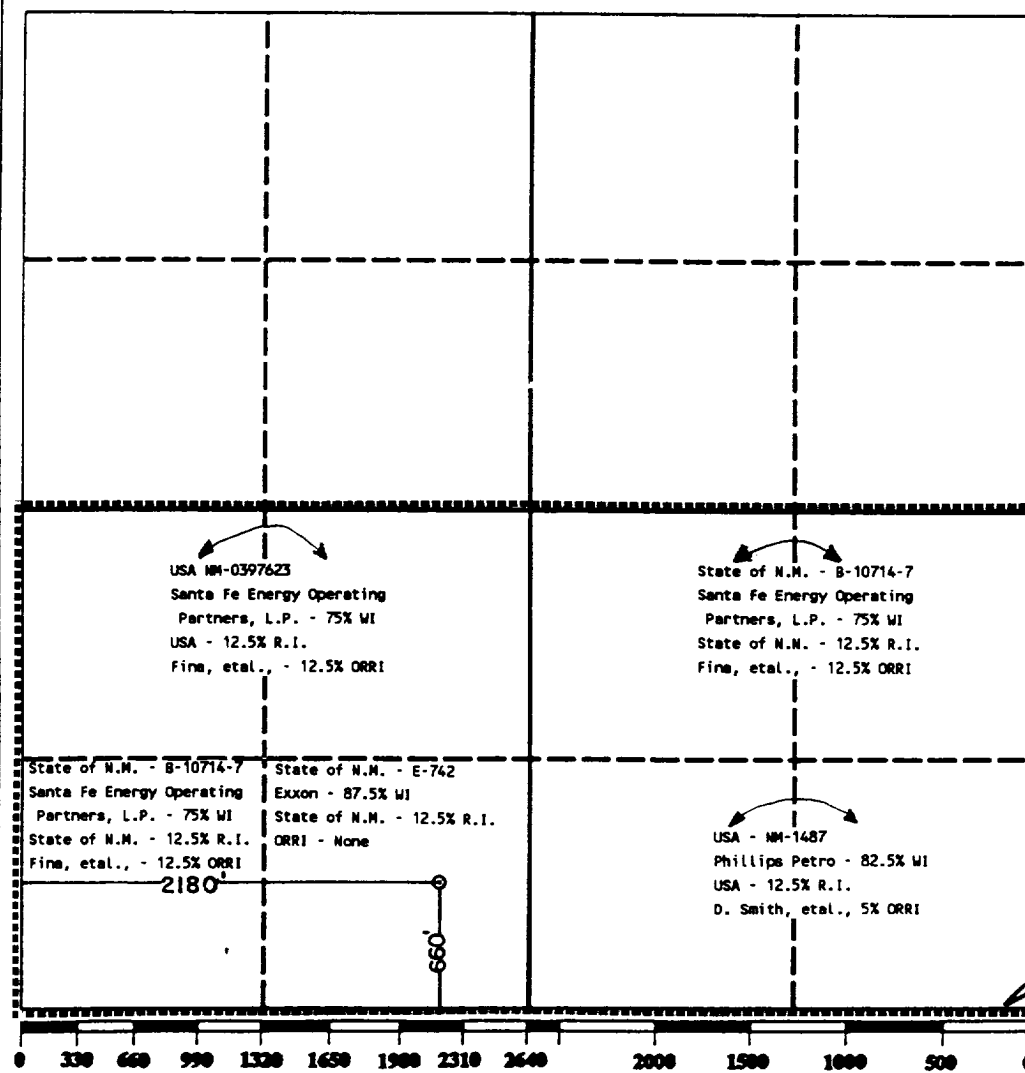 USA NM-0397623
Santa Fe Energy Operating
Partners, L.P. - 75% WI
USA - 12.5% R.I.
Fina, etal., - 12.5% ORRI
State of N.M. - B-10714-7
Santa Fe Energy Operating
Partners, L.P. - 75% WI
State of N.N. - 12.5% R.I.
Fina, etal., - 12.5% ORRI
State of N.M. - B-10714-7
Santa Fe Energy Operating
Partners, L.P. - 75% WI
State of N.M. - 12.5% R.I.
Fina, etal., - 12.5% ORRI
State of N.M. - E-742
Exxon - 87.5% WI
State of N.M. - 12.5% R.I.
ORRI - None
USA - NM-1487
Phillips Petro - 82.5% WI
USA - 12.5% R.I.
D. Smith, etal., 5% ORRI
2180'
660'
0 330 660 990 1320 1650 1900 2310 2640 2000 1500 1000 500